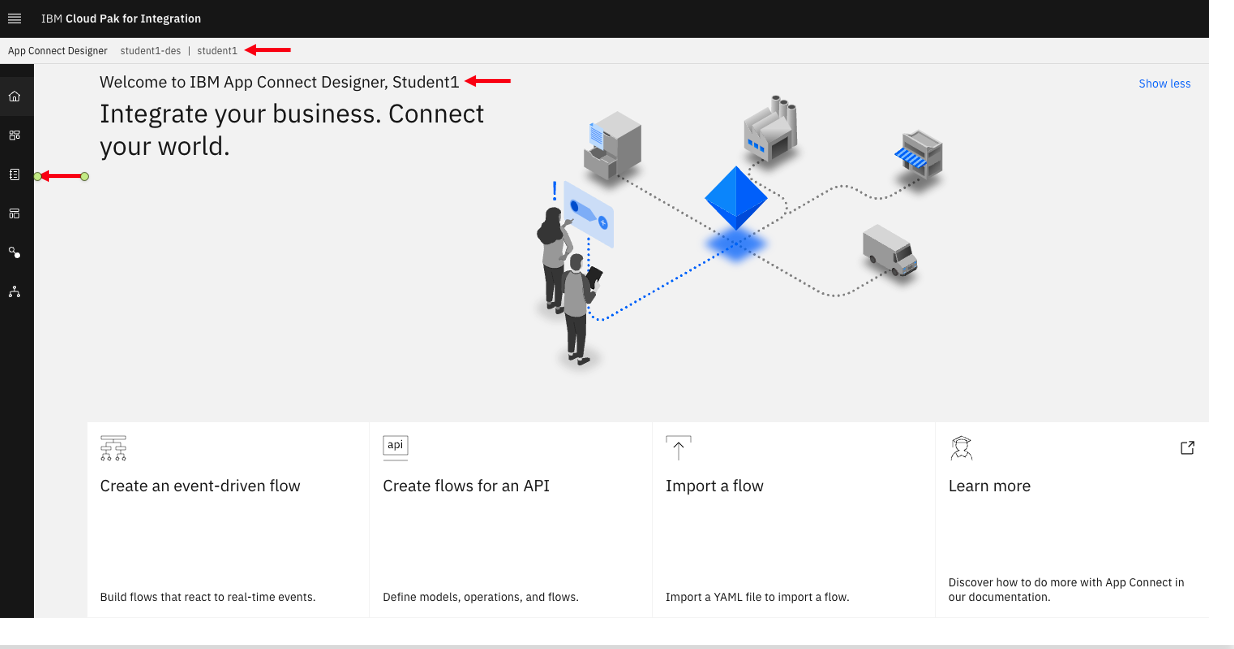 IBM Cloud Pak for Integration
App Connect Designer student1-des | student1
Welcome to IBM App Connect Designer, Student1
Show less
Integrate your business. Connect
your world.
!
api
Create an event-driven flow
Build flows that react to real-time events.
Create flows for an API
Define models, operations, and flows.
Import a flow
Import a YAML file to import a flow.
Learn more
Discover how to do more with App Connect in
our documentation.